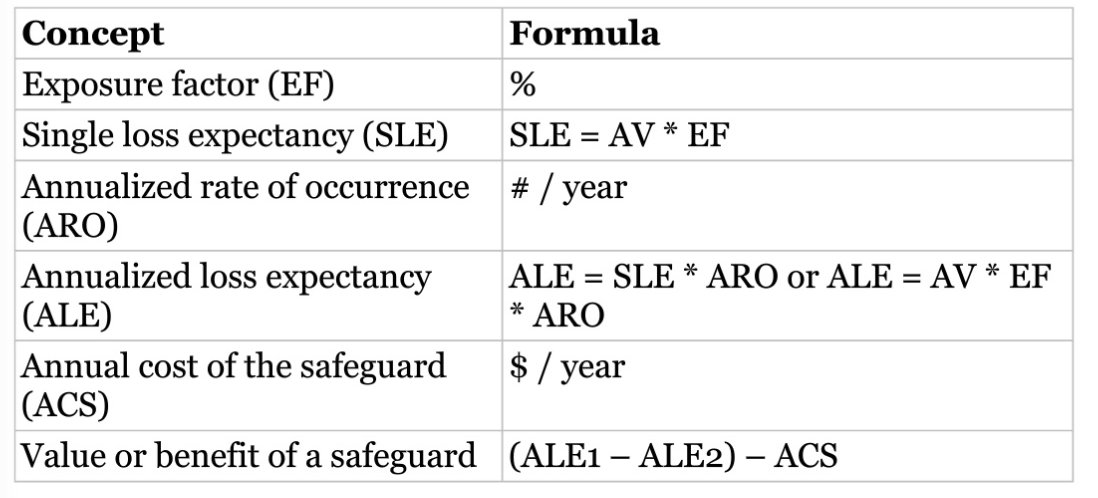 Concept Formula
Exposure factor (EF) %
Single loss expectancy (SLE) SLE = AV * EF
Annualized rate of occurrence # / year
(ARO)
Annualized loss expectancy ALE = SLE * ARO or ALE = AV * EF
(ALE) * ARO
Annual cost of the safeguard $ / year
(ACS)
Value or benefit of a safeguard (ALE1 – ALE2) – ACS